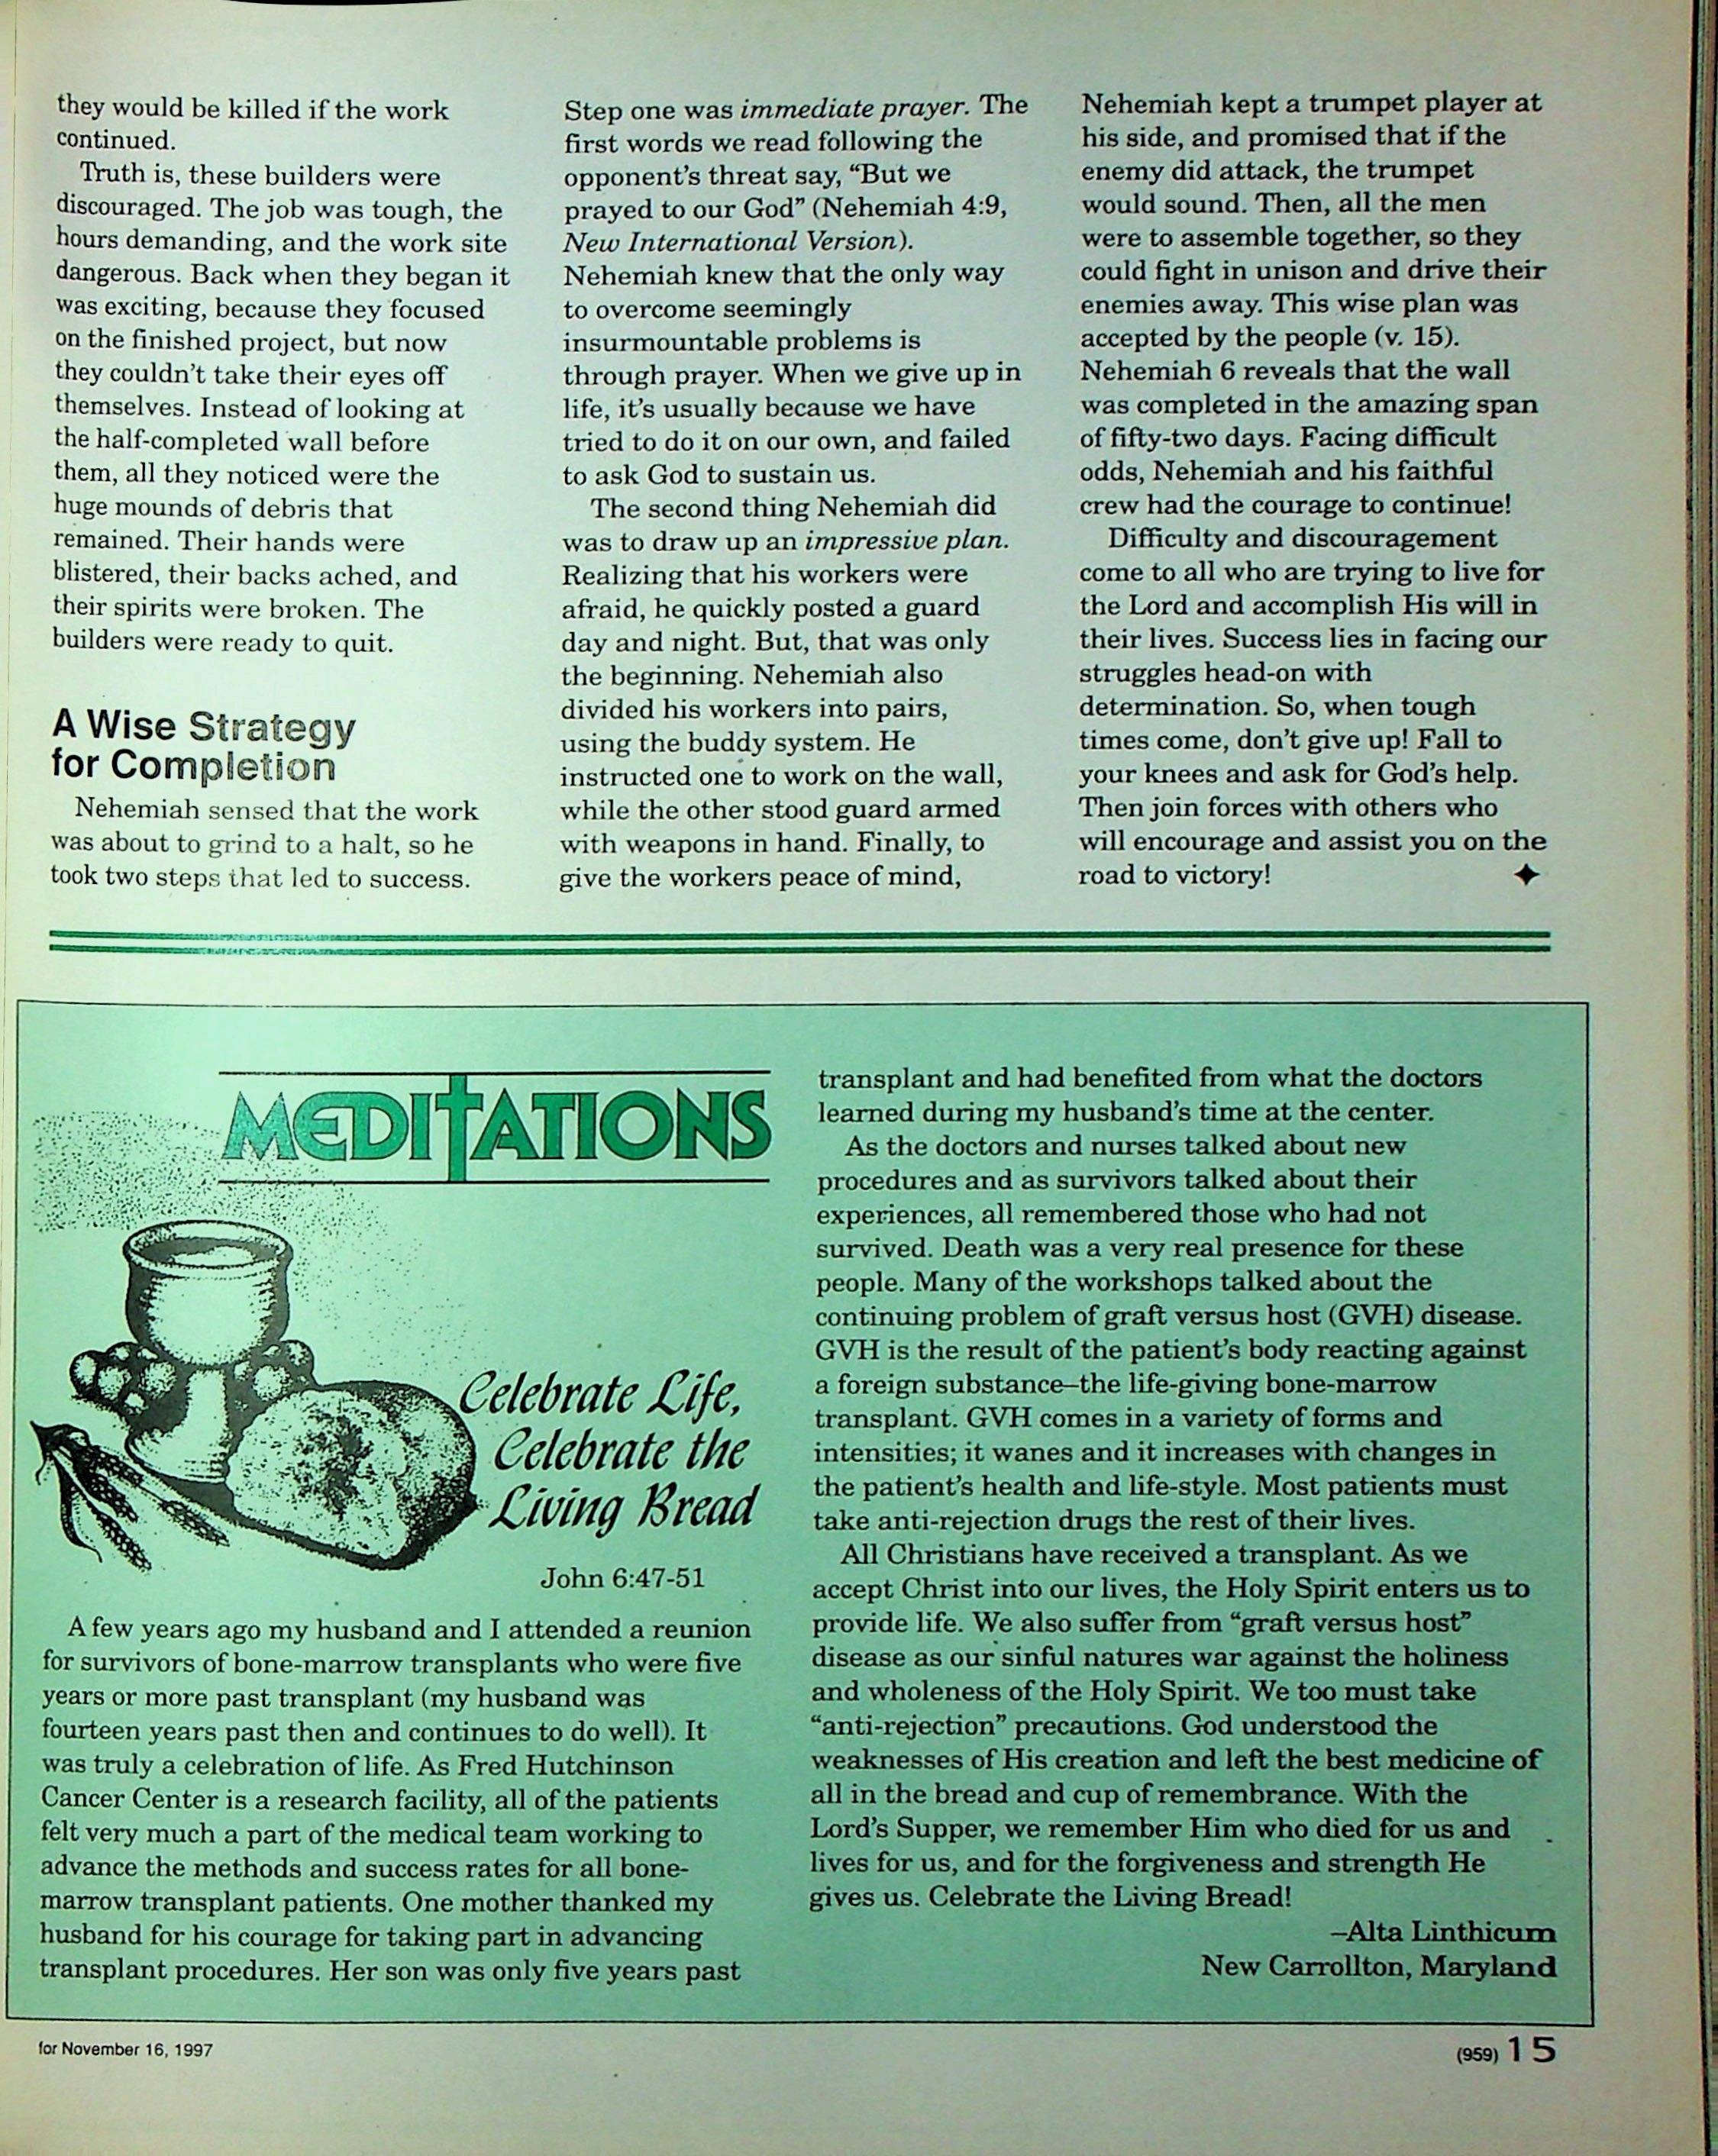 they would be killed if the work
continued.
Truth is, these builders were
discouraged. The job was tough, the
hours demanding, and the work site
dangerous. Back when they began it
was exciting, because they focused
on the finished project, but now
they couldn't take their eyes off
themselves. Instead of looking at
the half-completed wall before
them, all they noticed were the
huge mounds of debris that
remained. Their hands were
blistered, their backs ached, and
their spirits were broken. The
builders were ready to quit.
A Wise Strategy
for Completion
Nehemiah sensed that the work
was about to grind to a halt, so he
took two steps that led to success.
Step one was immediate prayer. The
first words we read following the
opponent's threat say, “But we
prayed to our God” (Nehemiah 4:9,
New International Version).
Nehemiah knew that the only way
to overcome seemingly
insurmountable problems is
through prayer. When we give up in
life, it's usually because we have
tried to do it on our own, and failed
to ask God to sustain us.
The second thing Nehemiah did
was to draw up an impressive plan.
Realizing that his workers were
afraid, he quickly posted a guard
day and night. But, that was only
the beginning. Nehemiah also
divided his workers into pairs,
using the buddy system. He
instructed one to work on the wall,
while the other stood guard armed
with weapons in hand. Finally, to
give the workers peace of mind,
Nehemiah kept a trumpet player at
his side, and promised that if the
enemy did attack, the trumpet
would sound. Then, all the men
were to assemble together, so they
could fight in unison and drive their
enemies away. This wise plan was
accepted by the people (v. 15).
Nehemiah 6 reveals that the wall
was completed in the amazing span
of fifty-two days. Facing difficult
odds, Nehemiah and his faithful
crew had the courage to continue!
Difficulty and discouragement
come to all who are trying to live for
the Lord and accomplish His will in
their lives. Success lies in facing our
struggles head-on with
determination. So, when tough
times come, don't give up! Fall to
your knees and ask for God's help.
Then join forces with others who
will encourage and assist you on the
road to victory!
MEDITATIONS
Celebrate Life,
Celebrate the
Living Bread
John 6:47-51
A few years ago my husband and I attended a reunion
for survivors of bone-marrow transplants who were five
years or more past transplant (my husband was
fourteen years past then and continues to do well). It
was truly a celebration of life. As Fred Hutchinson
Cancer Center is a research facility, all of the patients
felt very much a part of the medical team working to
advance the methods and success rates for all bone-
marrow transplant patients. One mother thanked my
husband for his courage for taking part in advancing
transplant procedures. Her son was only five years past
transplant and had benefited from what the doctors
learned during my husband's time at the center.
As the doctors and nurses talked about new
procedures and as survivors talked about their
experiences, all remembered those who had not
survived. Death was a very real presence for these
people. Many of the workshops talked about the
continuing problem of graft versus host (GVH) disease.
GVH is the result of the patient's body reacting against
a foreign substance–the life-giving bone-marrow
transplant. GVH comes in a variety of forms and
intensities; it wanes and it increases with changes in
the patient's health and life-style. Most patients must
take anti-rejection drugs the rest of their lives.
All Christians have received a transplant. As we
accept Christ into our lives, the Holy Spirit enters us to
provide life. We also suffer from “graft versus host”
disease as our sinful natures war against the holiness
and wholeness of the Holy Spirit. We too must take
“anti-rejection” precautions. God understood the
weaknesses of His creation and left the best medicine of
all in the bread and cup of remembrance. With the
Lord's Supper, we remember Him who died for us and
lives for us, and for the forgiveness and strength He
gives us. Celebrate the Living Bread!
–Alta Linthicum
New Carrollton, Maryland
for November 16, 1997
(959) 15